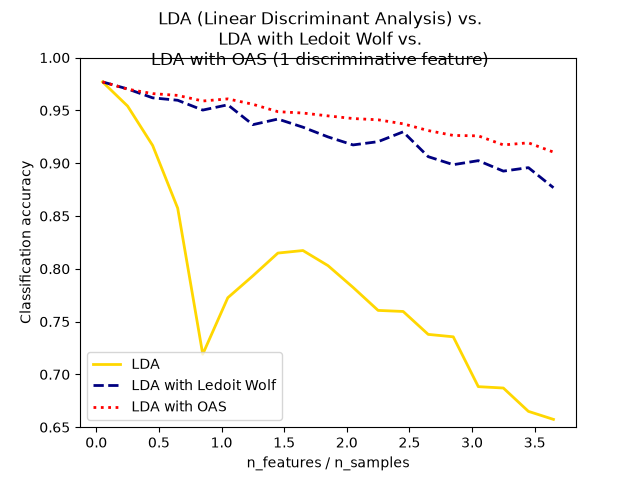 LDA (Linear Discriminant Analysis) vs.
LDA with Ledoit Wolf vs.
LDA with OAS (1 discriminative feature)
1.00
0.95
0.90
0.85
0.80
0.75
0.70
0.65
Classification accuracy
LDA
LDA with Ledoit Wolf
LDA with OAS
0.0 0.5 1.0 1.5 2.0 2.5 3.0 3.5
n_features / n_samples